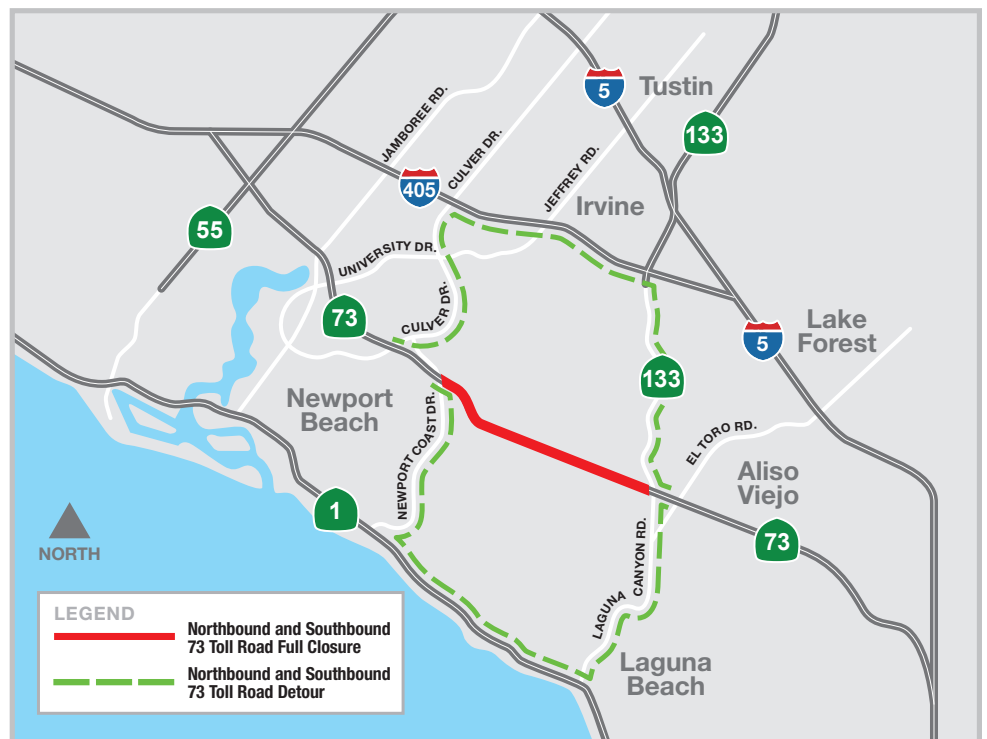 5
Tustin
133
JAMBOREE RD.
CULVER DR.
405
JEFFREY RD.
Irvine
55
UNIVERSITY DR.
73
CULVER DR.
5
Lake
Forest
133
Newport
Beach
NEWPORT COAST DR.
EL TORO RD.
Aliso
Viejo
1
73
NORTH
LAGUNA CANYON RD.
Laguna
Beach
LEGEND
Northbound and Southbound
73 Toll Road Full Closure
Northbound and Southbound
73 Toll Road Detour